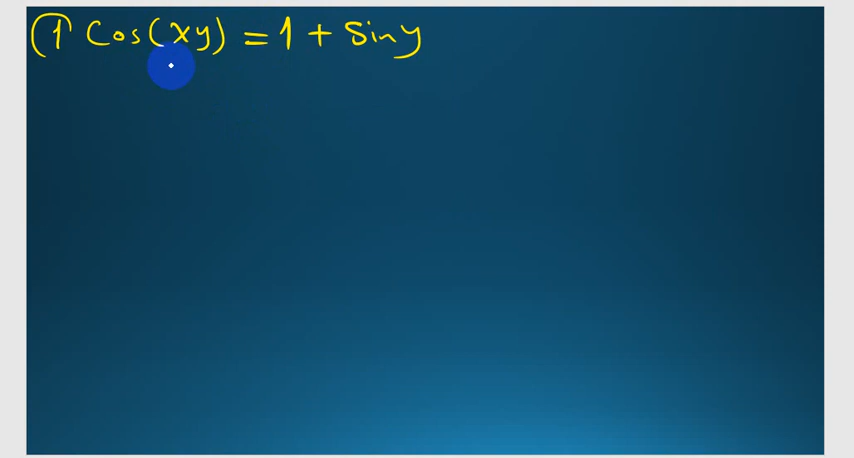 ① Cos(xy) = 1 + Siny